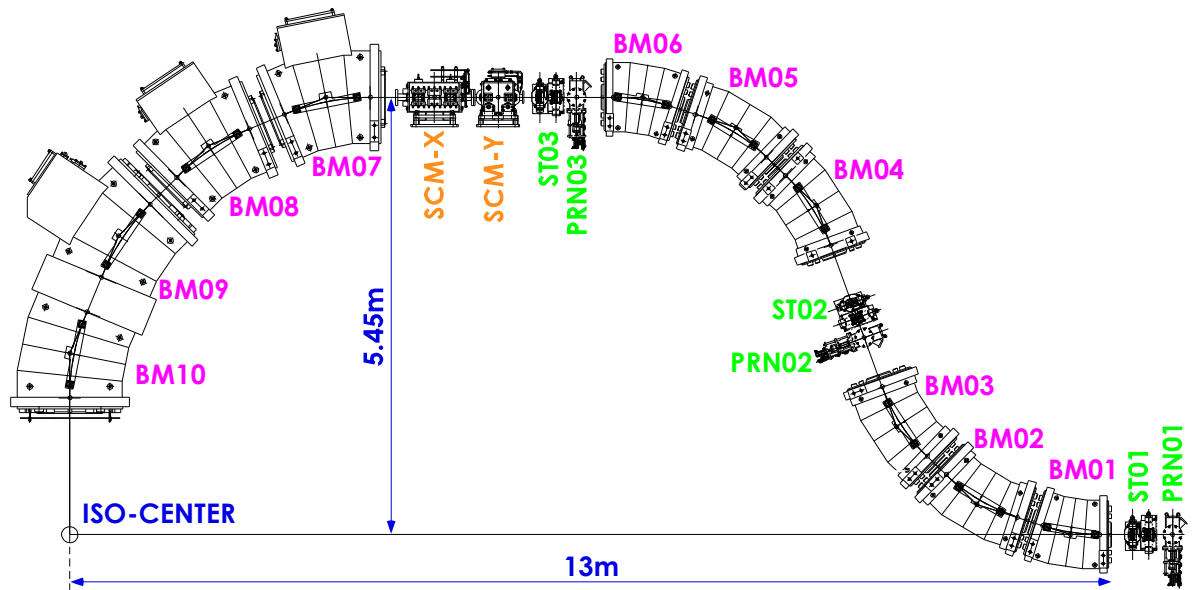 BM06
BM05
BM07
BM04
BM08
SCM-X
SCM-Y
ST03
PRN03
BM09
ST02
5.45m
PRN02
BM10
BM03
BM02
BM01
ST01
PRN01
ISO-CENTER
13m